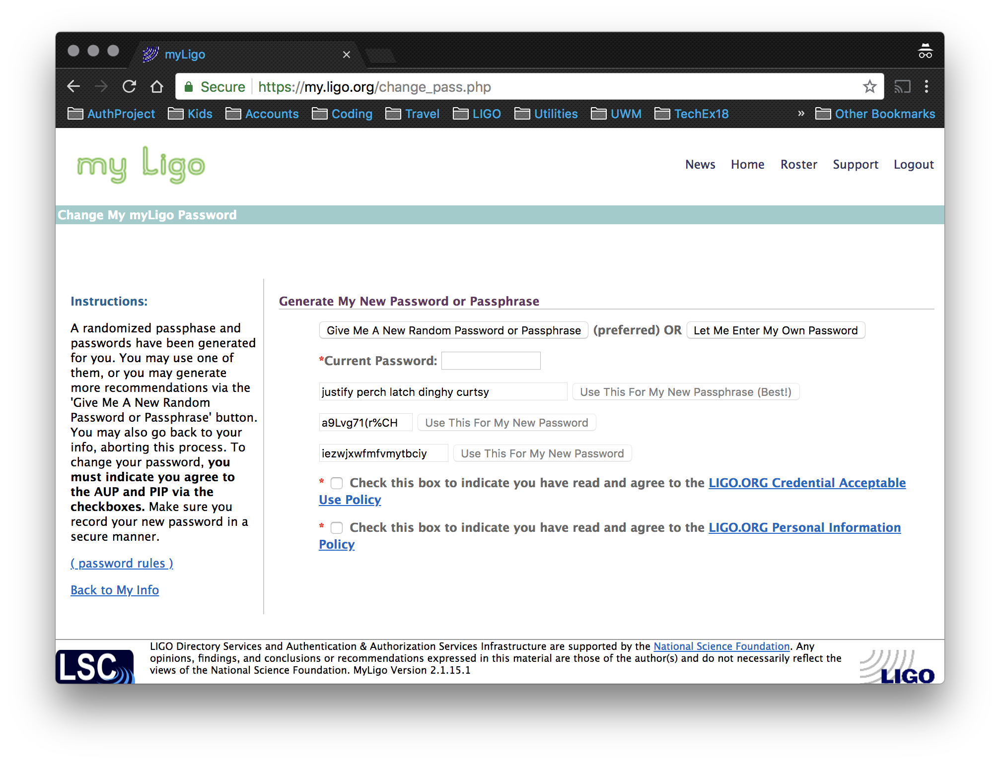 myLigo
Secure https://my.ligo.org/change_pass.php
AuthProject Kids Accounts Coding Travel LIGO Utilities UWM TechEx18 » Other Bookmarks
my Ligo
News Home Roster Support Logout
Change My myLigo Password
Instructions:
A randomized passphase and
passwords have been generated
for you. You may use one of
them, or you may generate
more recommendations via the
'Give Me A New Random
Password or Passphrase' button.
You may also go back to your
info, aborting this process. To
change your password, you
must indicate you agree to
the AUP and PIP via the
checkboxes. Make sure you
record your new password in a
secure manner.
( password rules )
Back to My Info
Generate My New Password or Passphrase
Give Me A New Random Password or Passphrase (preferred) OR Let Me Enter My Own Password
*Current Password:
justify perch latch dinghy curtsy Use This For My New Passphrase (Best!)
a9Lvg71(r%CH Use This For My New Password
iezwjxwfmfvmytbciy Use This For My New Password
* Check this box to indicate you have read and agree to the LIGO.ORG Credential Acceptable
Use Policy
* Check this box to indicate you have read and agree to the LIGO.ORG Personal Information
Policy
LSC
LIGO Directory Services and Authentication & Authorization Services Infrastructure are supported by the National Science Foundation. Any
opinions, findings, and conclusions or recommendations expressed in this material are those of the author(s) and do not necessarily reflect the
views of the National Science Foundation. MyLigo Version 2.1.15.1
LIGO